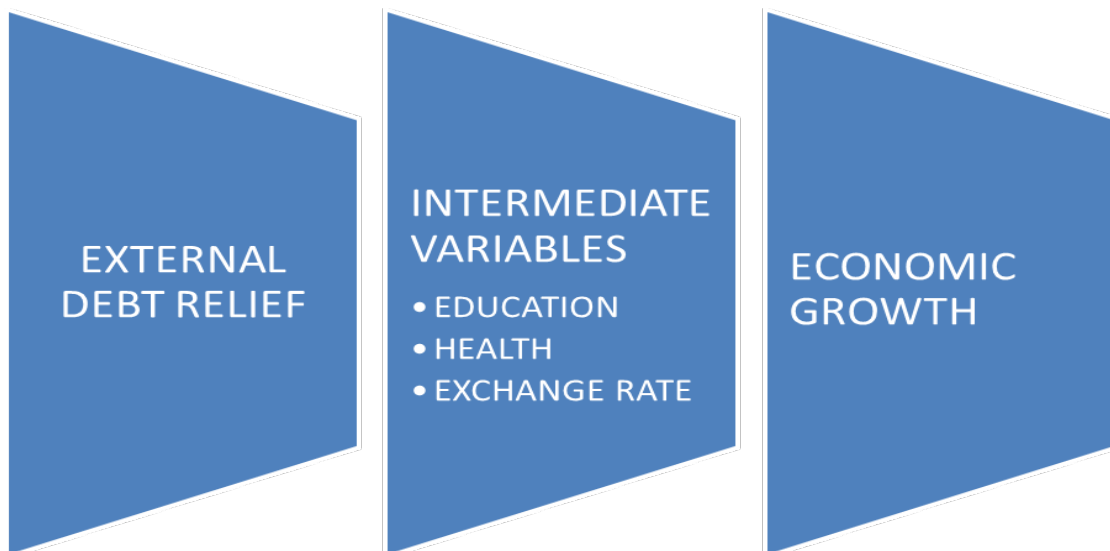 EXTERNAL
DEBT RELIEF
INTERMEDIATE
VARIABLES
• EDUCATION
• HEALTH
• EXCHANGE RATE
ECONOMIC
GROWTH